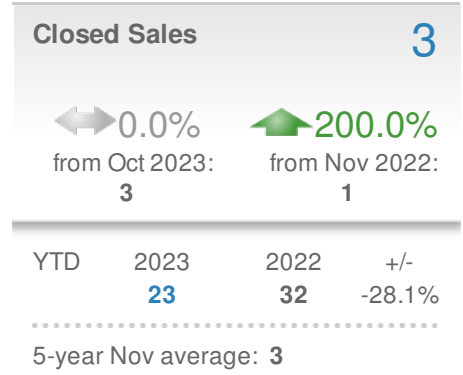 Closed Sales 3
0.0% 200.0%
from Oct 2023: from Nov 2022:
3 1
YTD 2023 2022 +/-
23 32 -28.1%
5-year Nov average: 3